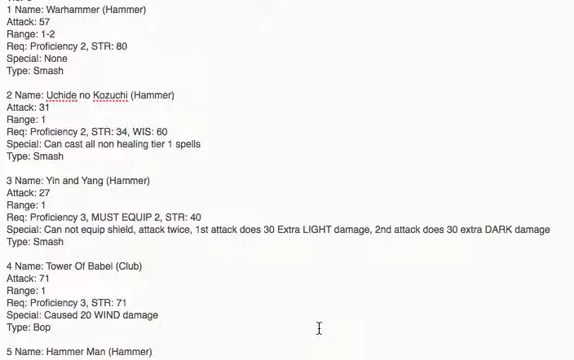 1 Name: Warhammer (Hammer)
Attack: 57
Range: 1-2
Req: Proficiency 2, STR: 80
Special: None
Type: Smash
2 Name: Uchide no Kozuchi (Hammer)
Attack: 31
Range: 1
Req: Proficiency 2, STR: 34, WIS: 60
Special: Can cast all non healing tier 1 spells
Type: Smash
3 Name: Yin and Yang (Hammer)
Attack: 27
Range: 1
Req: Proficiency 3, MUST EQUIP 2, STR: 40
Special: Can not equip shield, attack twice, 1st attack does 30 Extra LIGHT damage, 2nd attack does 30 extra DARK damage
Type: Smash
4 Name: Tower Of Babel (Club)
Attack: 71
Range: 1
Req: Proficiency 3, STR: 71
Special: Caused 20 WIND damage
Type: Bop
5 Name: Hammer Man (Hammer)